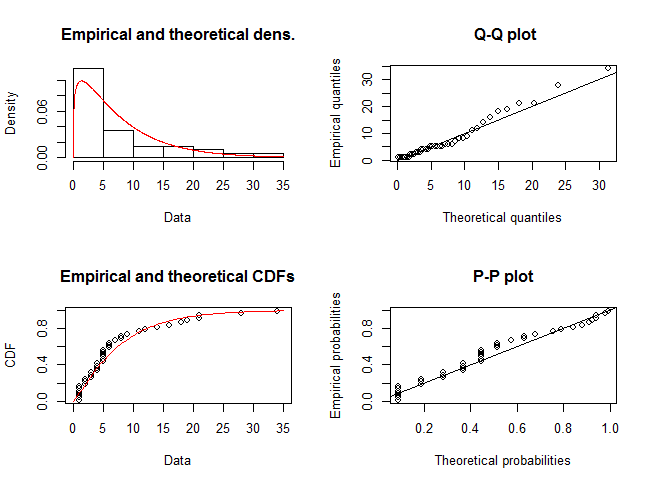 Empirical and theoretical dens.
Density
0.00 0.06
0 5 10 15 20 25 30 35
Data
Q-Q plot
Empirical quantiles
0 10 20 30
0 5 10 15 20 25 30
Theoretical quantiles
Empirical and theoretical CDFs
CDF
0.0 0.4 0.8
0 5 10 15 20 25 30 35
Data
P-P plot
Empirical probabilities
0.0 0.4 0.8
0.2 0.4 0.6 0.8 1.0
Theoretical probabilities